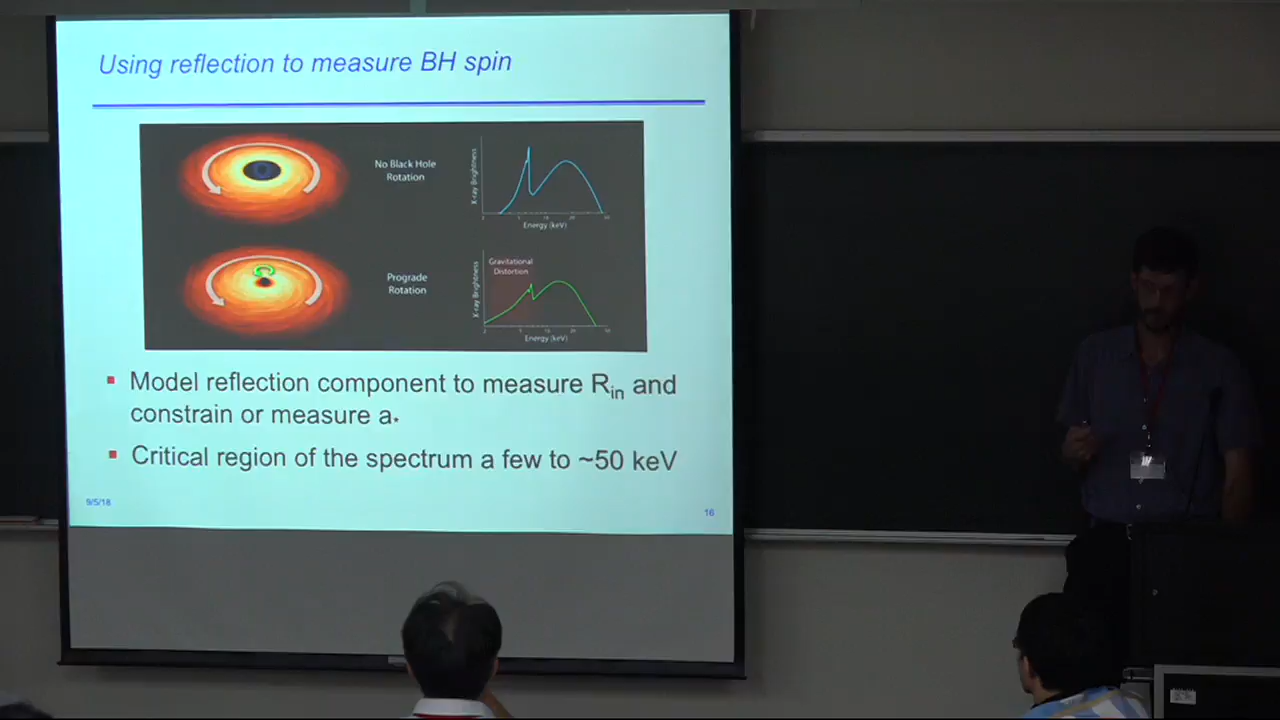 Using reflection to measure BH spin
No Black Hole
Rotation
X-ray Brightness
Energy (keV)
Prograde
Rotation
Gravitational
Distortion
X-ray Brightness
Energy (keV)
Model reflection component to measure Rin and
constrain or measure a*
Critical region of the spectrum a few to ~50 keV
9/5/18
16